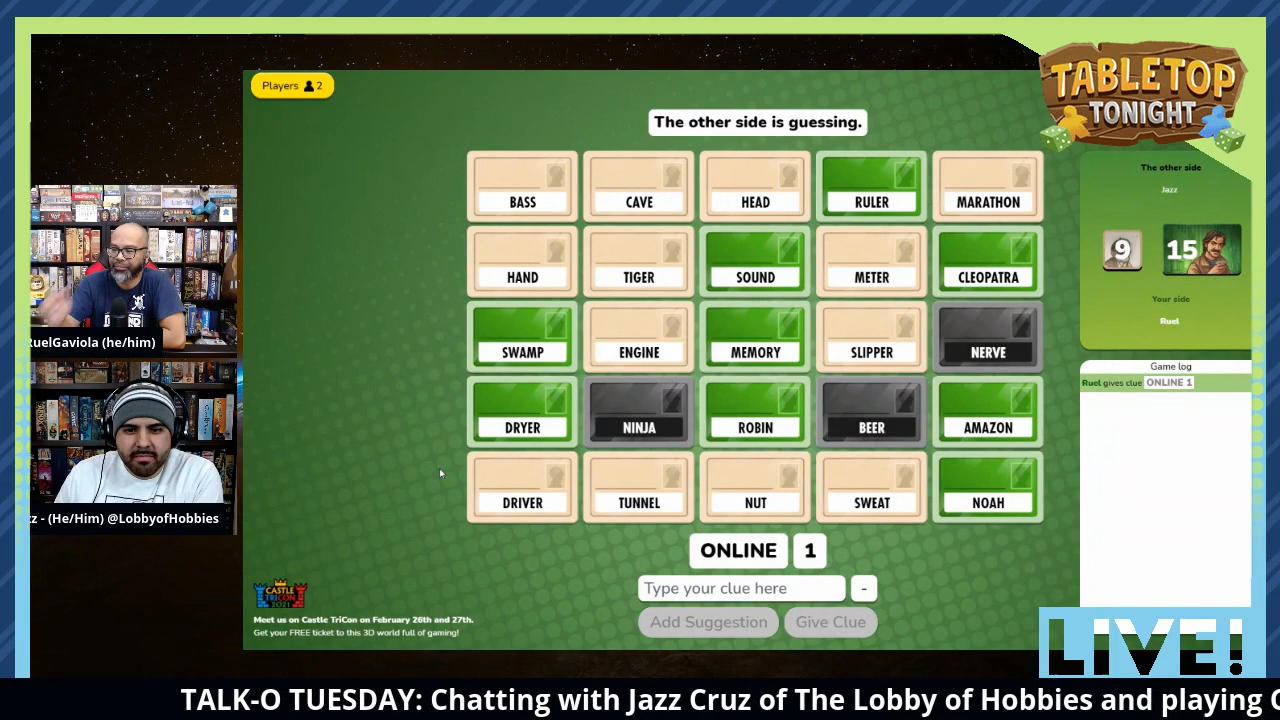 Players 2
TABLETOP
TONIGHT
The other side is guessing.
BASS CAVE HEAD RULER MARATHON
HAND TIGER SOUND METER CLEOPATRA
SWAMP ENGINE MEMORY SLIPPER NERVE
DRYER NINJA ROBIN BEER AMAZON
DRIVER TUNNEL NUT SWEAT NOAH
ONLINE 1
Type your clue here -
Add Suggestion Give Clue
The other side
Jazz
9 15
Your side
Ruel
Game log
Ruel gives clue ONLINE 1
RuelGaviola (he/him)
zz - (He/Him) @LobbyofHobbies
CASTLE
TRICON
2021
Meet us on Castle TriCon on February 26th and 27th.
Get your FREE ticket to this 3D world full of gaming!
LIVE!
TALK-O TUESDAY: Chatting with Jazz Cruz of The Lobby of Hobbies and playing